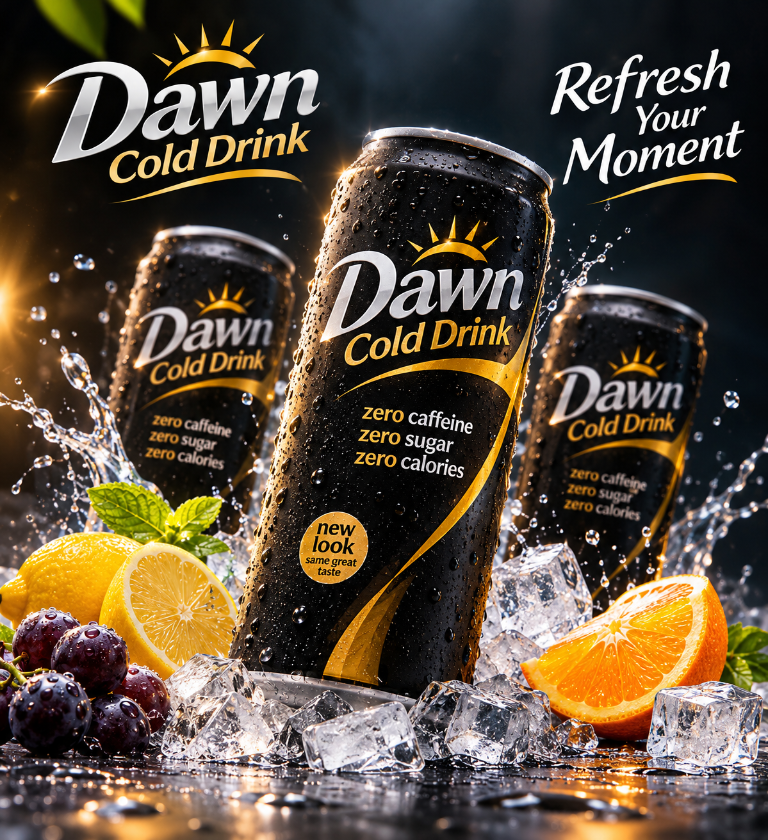 Dawn
Cold Drink
Refresh
Your
Moment
Dawn
Cold Drink
zero caffeine
zero sugar
zero calories
Dawn
Cold Drink
zero caffeine
zero sugar
zero calories
new
look
same great
taste
Dawn
Cold Drink
zero caffeine
zero sugar
zero calories